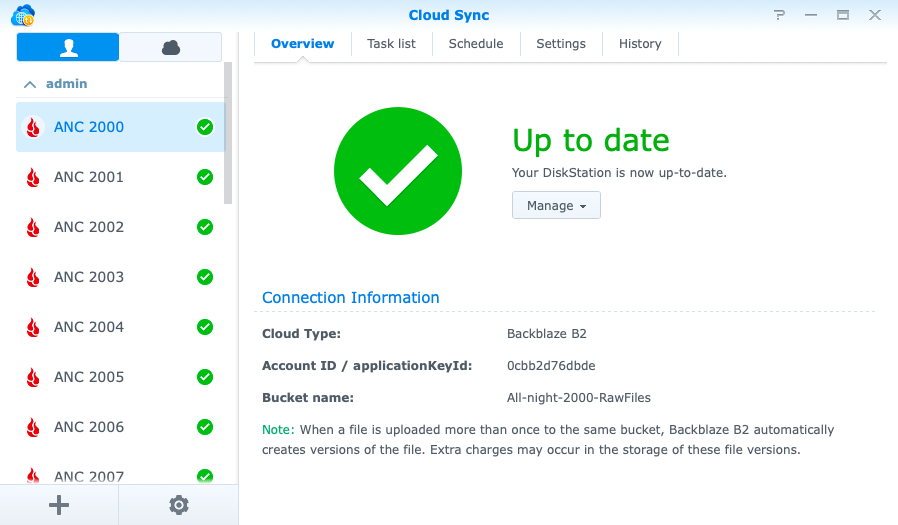 Cloud Sync
admin
ANC 2000
ANC 2001
ANC 2002
ANC 2003
ANC 2004
ANC 2005
ANC 2006
ANC 2007
Overview
Task list
Schedule
Settings
History
Up to date
Your DiskStation is now up-to-date.
Manage
Connection Information
Cloud Type: Backblaze B2
Account ID / applicationKeyId: 0cbb2d76dbde
Bucket name: All-night-2000-RawFiles
Note: When a file is uploaded more than once to the same bucket, Backblaze B2 automatically
creates versions of the file. Extra charges may occur in the storage of these file versions.